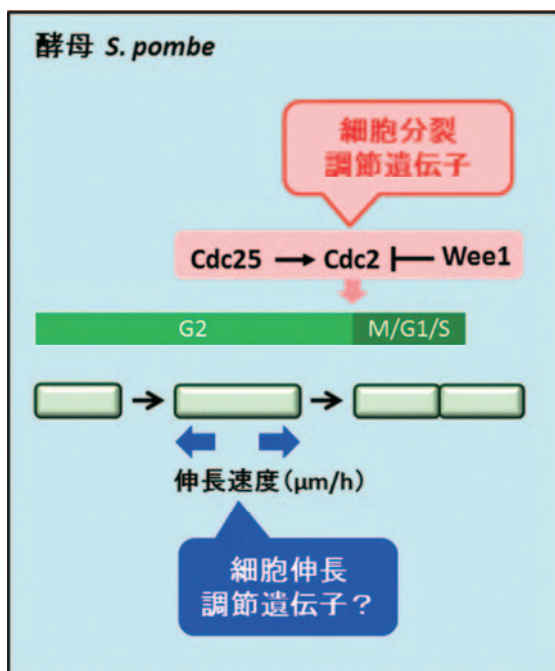 酵母 S. pombe
細胞分裂
調節遺伝子
Cdc25 → Cdc2 ⊢ Wee1
G2 M/G1/S
伸長速度(μm/h)
細胞伸長
調節遺伝子？